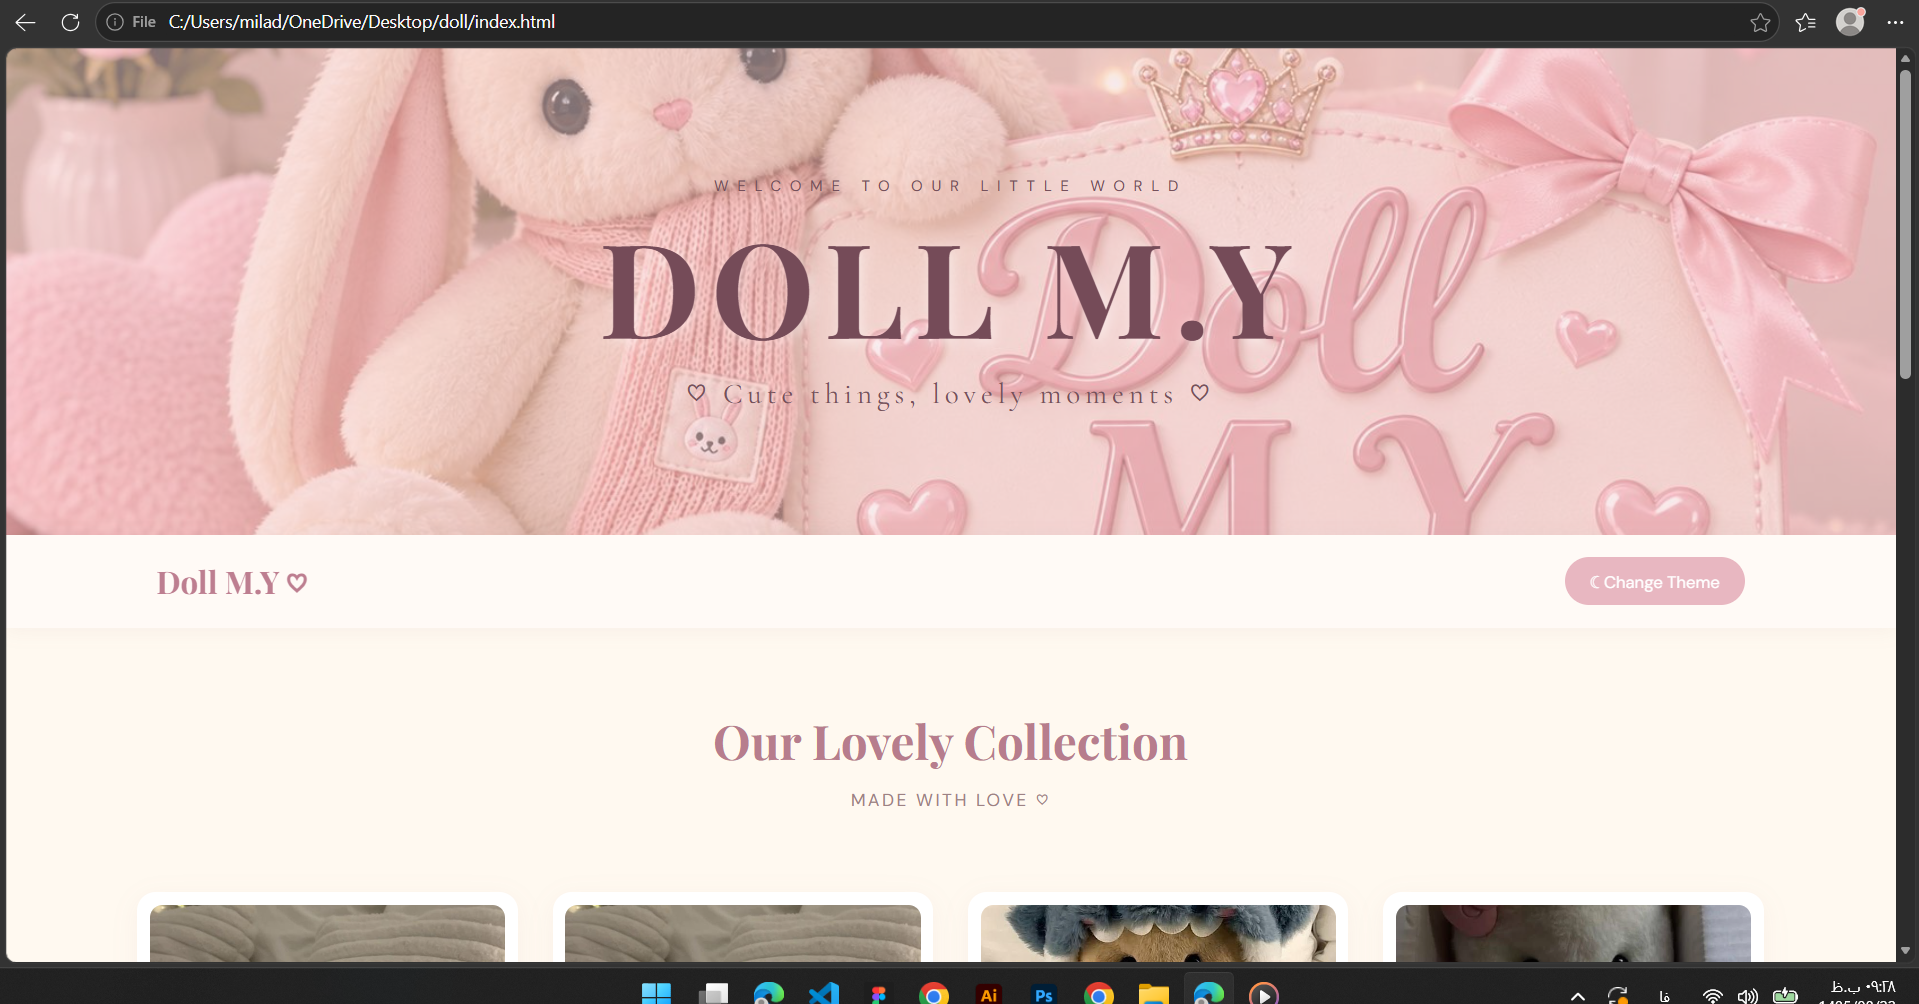 File C:/Users/milad/OneDrive/Desktop/doll/index.html
WELCOME TO OUR LITTLE WORLD
DOLL M.Y
♡ Cute things, lovely moments ♡
Doll
M Y
Doll M.Y ♡
☾ Change Theme
Our Lovely Collection
MADE WITH LOVE ♡
Ai
Ps
فا
۰۹:۲۸ ب.ظ